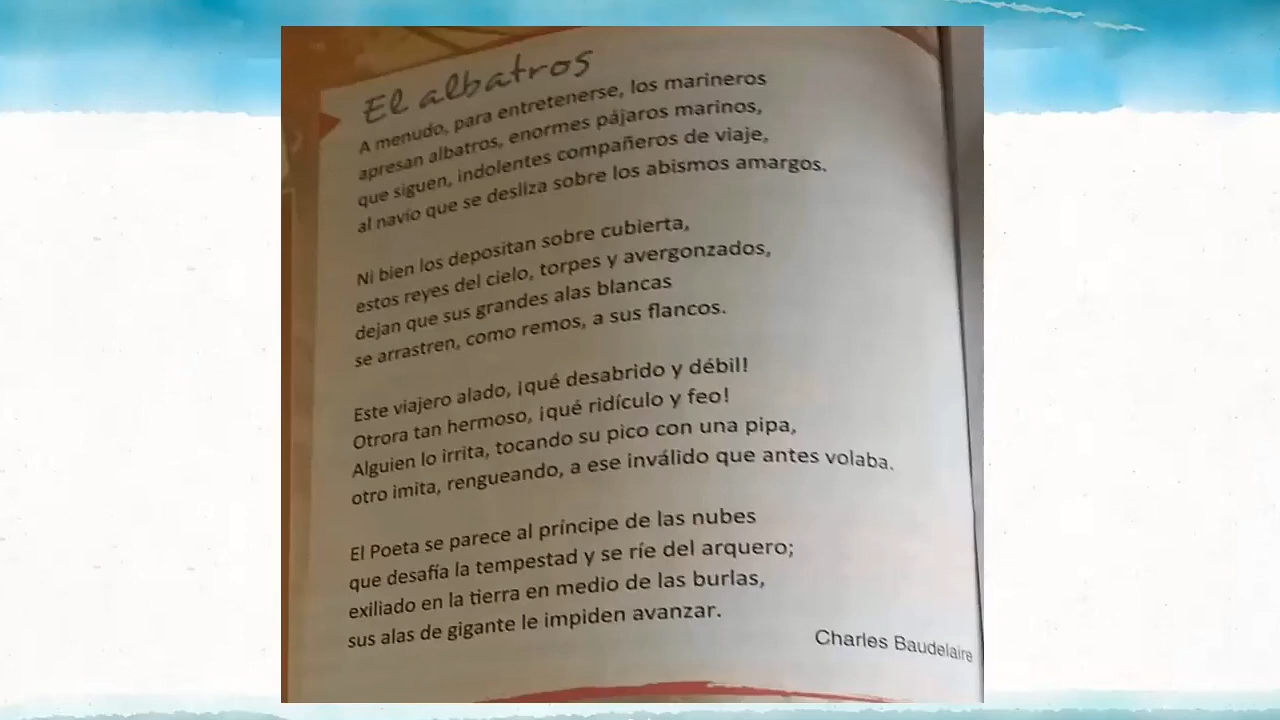 El albatros
A menudo, para entretenerse, los marineros
apresan albatros, enormes pájaros marinos,
que siguen, indolentes compañeros de viaje,
al navío que se desliza sobre los abismos amargos.
Ni bien los depositan sobre cubierta,
estos reyes del cielo, torpes y avergonzados,
dejan que sus grandes alas blancas
se arrastren, como remos, a sus flancos.
Este viajero alado, ¡qué desabrido y débil!
Otrora tan hermoso, ¡qué ridículo y feo!
Alguien lo irrita, tocando su pico con una pipa,
otro imita, rengueando, a ese inválido que antes volaba.
El Poeta se parece al príncipe de las nubes
que desafía la tempestad y se ríe del arquero;
exiliado en la tierra en medio de las burlas,
sus alas de gigante le impiden avanzar.
Charles Baudelaire